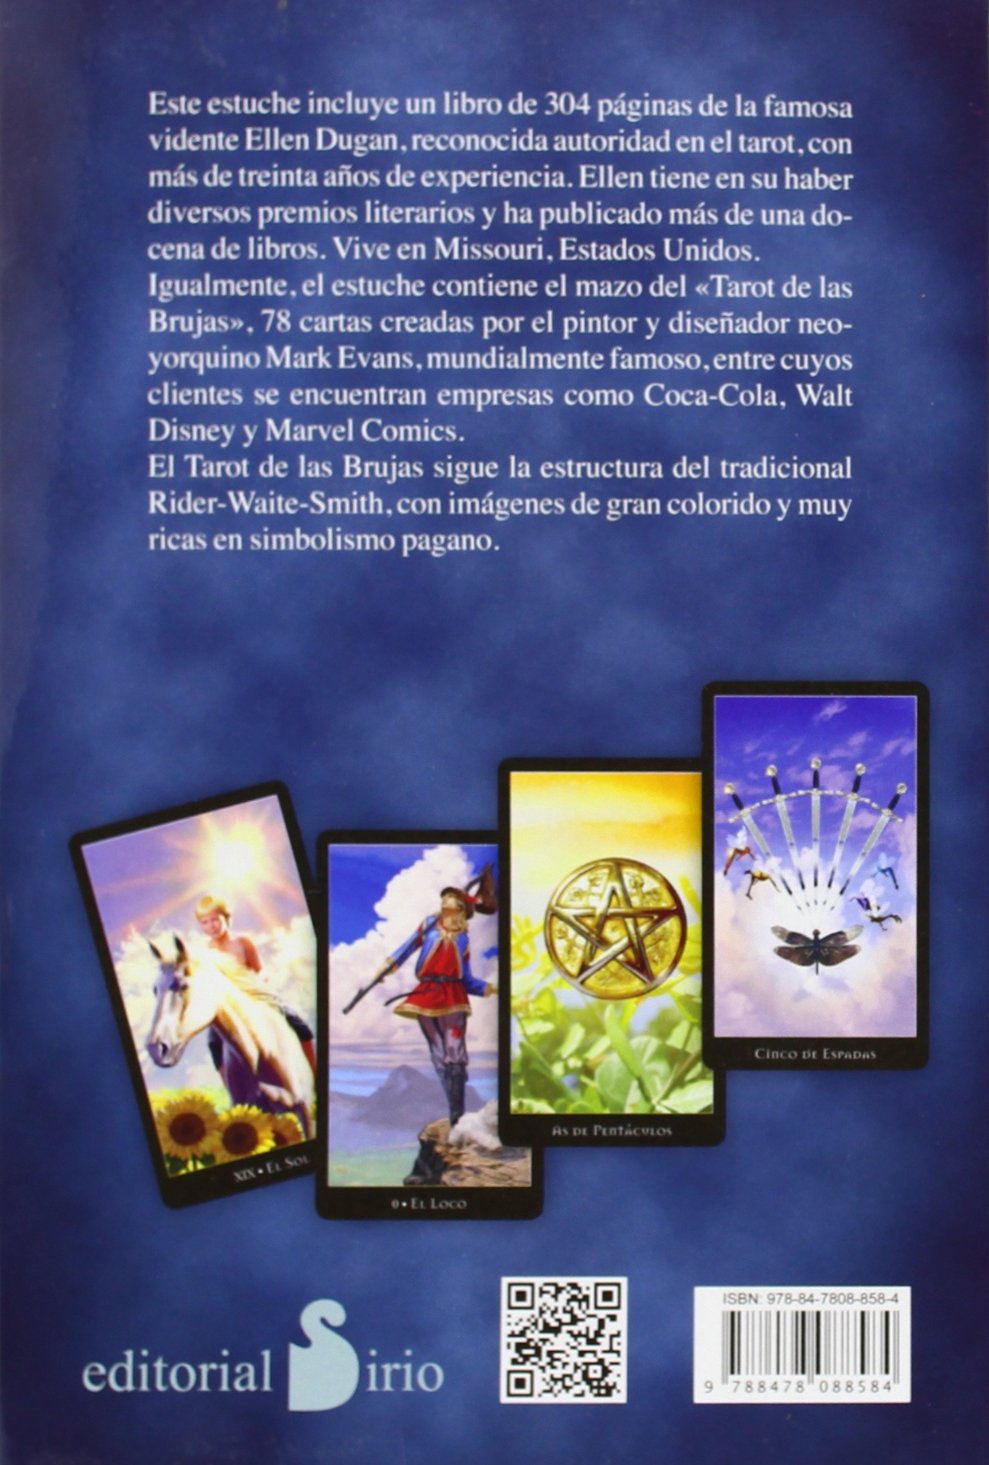 Este estuche incluye un libro de 304 páginas de la famosa
vidente Ellen Dugan, reconocida autoridad en el tarot, con
más de treinta años de experiencia. Ellen tiene en su haber
diversos premios literarios y ha publicado más de una do-
cena de libros. Vive en Missouri, Estados Unidos.
Igualmente, el estuche contiene el mazo del «Tarot de las
Brujas», 78 cartas creadas por el pintor y diseñador neo-
yorquino Mark Evans, mundialmente famoso, entre cuyos
clientes se encuentran empresas como Coca-Cola, Walt
Disney y Marvel Comics.
El Tarot de las Brujas sigue la estructura del tradicional
Rider-Waite-Smith, con imágenes de gran colorido y muy
ricas en simbolismo pagano.
XIX • El Sol
0 • El Loco
As de Pentáculos
Cinco de Espadas
editorial Sirio
ISBN: 978-84-7808-858-4
9 788478 088584